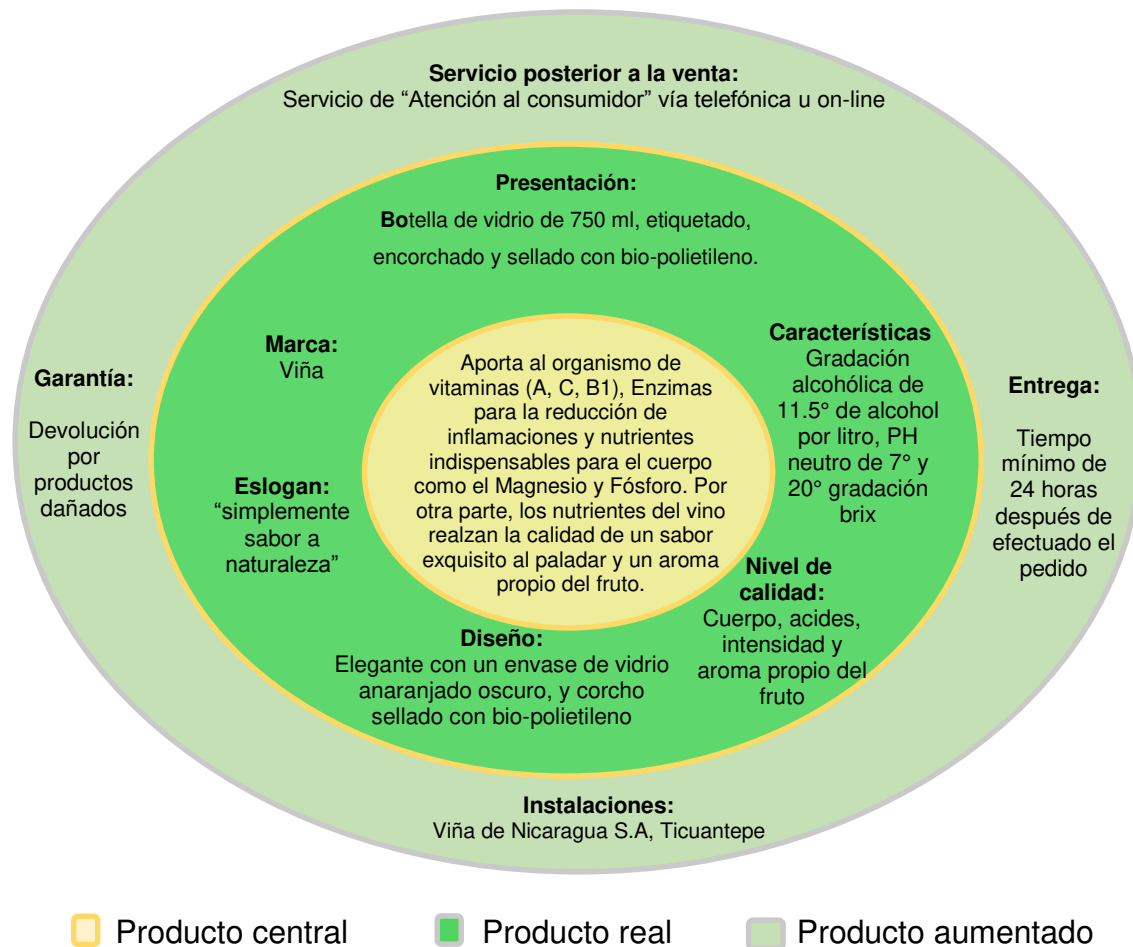 Servicio posterior a la venta:
Servicio de “Atención al consumidor” vía telefónica u on-line
Presentación:
Botella de vidrio de 750 ml, etiquetado,
encorchado y sellado con bio-polietileno.
Marca:
Viña
Características
Gradación
alcohólica de
11.5° de alcohol
por litro, PH
neutro de 7° y
20° gradación
brix
Garantía:
Devolución
por
productos
dañados
Aporta al organismo de
vitaminas (A, C, B1), Enzimas
para la reducción de
inflamaciones y nutrientes
indispensables para el cuerpo
como el Magnesio y Fósforo. Por
otra parte, los nutrientes del vino
realzan la calidad de un sabor
exquisito al paladar y un aroma
propio del fruto.
Entrega:
Tiempo
mínimo de
24 horas
después de
efectuado el
pedido
Eslogan:
“simplemente
sabor a
naturaleza”
Nivel de
calidad:
Cuerpo, acides,
intensidad y
aroma propio del
fruto
Diseño:
Elegante con un envase de vidrio
anaranjado oscuro, y corcho
sellado con bio-polietileno
Instalaciones:
Viña de Nicaragua S.A, Ticuantepe
Producto central
Producto real
Producto aumentado